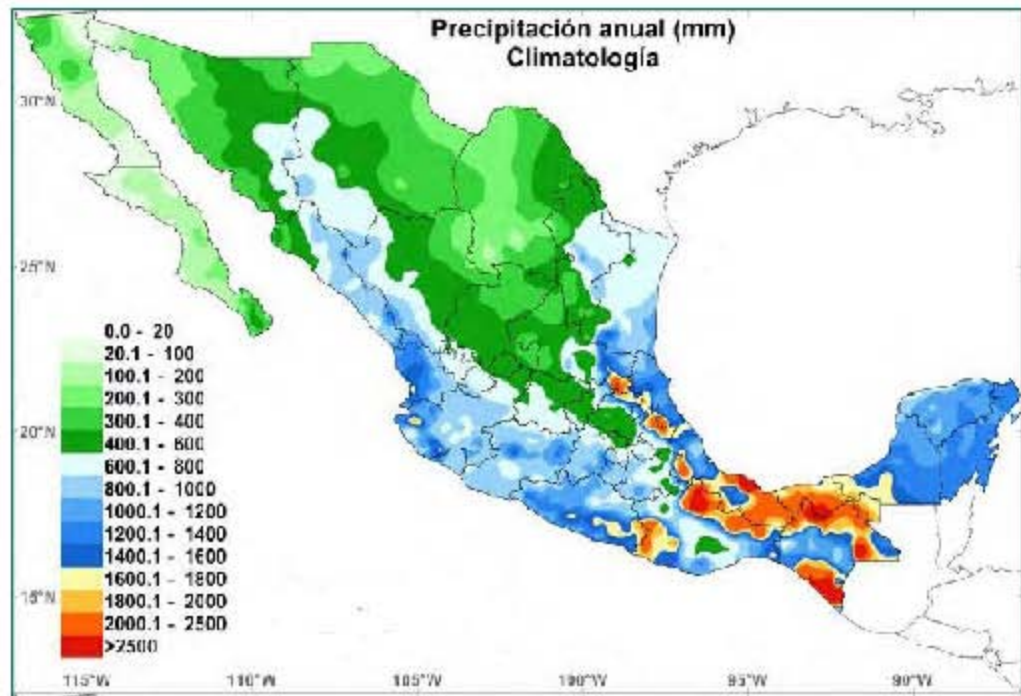 Precipitación anual (mm)
Climatología
30°N
25°N
20°N
15°N
0.0 - 20
20.1 - 100
100.1 - 200
200.1 - 300
300.1 - 400
400.1 - 600
600.1 - 800
800.1 - 1000
1000.1 - 1200
1200.1 - 1400
1400.1 - 1600
1600.1 - 1800
1800.1 - 2000
2000.1 - 2500
>2500
115°W 110°W 105°W 100°W 95°W 90°W